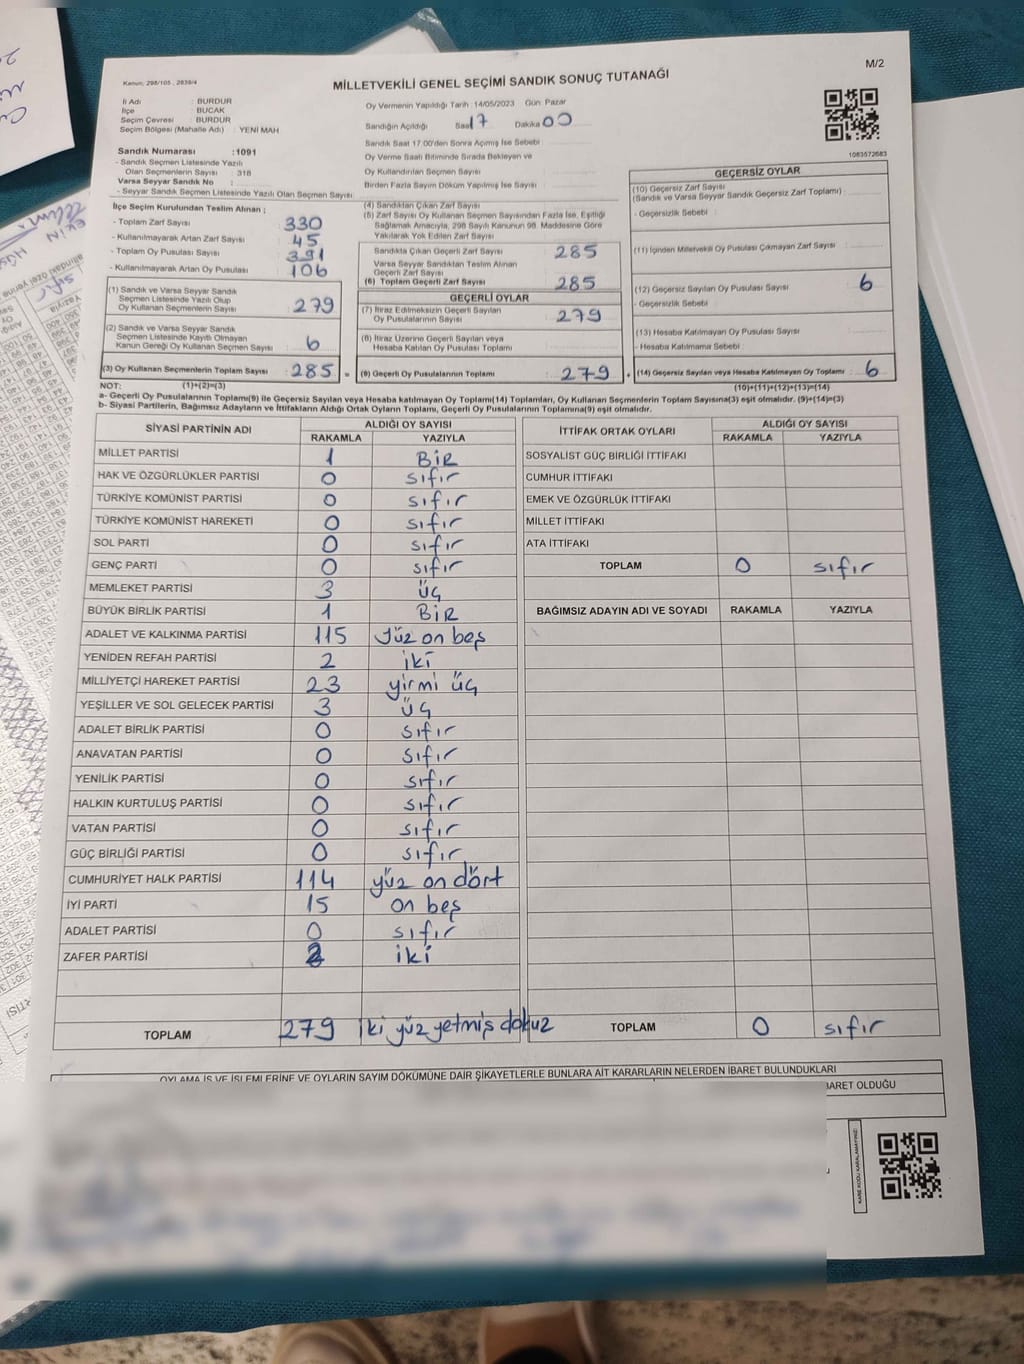 Kanun: 298/105, 2839/4
M/2
MİLLETVEKİLİ GENEL SEÇİMİ SANDIK SONUÇ TUTANAĞI
İl Adı : BURDUR
İlçe : BUCAK
Seçim Çevresi : BURDUR
Seçim Bölgesi (Mahalle Adı) : YENİ MAH
Sandık Numarası :1091
- Sandık Seçmen Listesinde Yazılı
Olan Seçmenlerin Sayısı : 318
Varsa Seyyar Sandık No :
- Seyyar Sandık Seçmen Listesinde Yazılı Olan Seçmen Sayısı
Oy Vermenin Yapıldığı Tarih : 14/05/2023 Gün: Pazar
Sandığın Açıldığı Saat 17 Dakika 00
Sandık Saat 17.00'den Sonra Açımış İse Sebebi :
Oy Verme Saati Bitiminde Sırada Bekleyen ve
Oy Kullandırılan Seçmen Sayısı
Birden Fazla Sayım Döküm Yapılmış İse Sayısı :
1083572683
İlçe Seçim Kurulundan Teslim Alınan ;
- Toplam Zarf Sayısı : 330
- Kullanılmayarak Artan Zarf Sayısı : 45
- Toplam Oy Pusulası Sayısı : 391
- Kullanılmayarak Artan Oy Pusulası : 106
(1) Sandık ve Varsa Seyyar Sandık
Seçmen Listesinde Yazılı Olup
Oy Kullanan Seçmenlerin Sayısı : 279
(2) Sandık ve Varsa Seyyar Sandık
Seçmen Listesinde Kayıtlı Olmayan
Kanun Gereği Oy Kullanan Seçmen Sayısı : 6
(3) Oy Kullanan Seçmenlerin Toplam Sayısı : 285 =
(4) Sandıktan Çıkan Zarf Sayısı
(5) Zarf Sayısı Oy Kullanan Seçmen Sayısından Fazla İse, Eşitliği
Sağlamak Amacıyla, 298 Sayılı Kanunun 98. Maddesine Göre
Yakılarak Yok Edilen Zarf Sayısı
Sandıkta Çıkan Geçerli Zarf Sayısı : 285
Varsa Seyyar Sandıktan Teslim Alınan
Geçerli Zarf Sayısı
(6) Toplam Geçerli Zarf Sayısı : 285
GEÇERLİ OYLAR
(7) İtiraz Edilmeksizin Geçerli Sayılan
Oy Pusulalarının Sayısı : 279
(8) İtiraz Üzerine Geçerli Sayılan veya
Hesaba Katılan Oy Pusulası Toplamı
(9) Geçerli Oy Pusulalarının Toplamı : 279 +
GEÇERSİZ OYLAR
(10) Geçersiz Zarf Sayısı
(Sandık ve Varsa Seyyar Sandık Geçersiz Zarf Toplamı)
- Geçersizlik Sebebi :
(11) İçinden Milletvekili Oy Pusulası Çıkmayan Zarf Sayısı
(12) Geçersiz Sayılan Oy Pusulası Sayısı : 6
- Geçersizlik Sebebi
(13) Hesaba Katılmayan Oy Pusulası Sayısı
- Hesaba Katılmama Sebebi
(14) Geçersiz Sayılan veya Hesaba Katılmayan Oy Toplamı : 6
NOT: (1)+(2)=(3) (10)+(11)+(12)+(13)=(14)
a- Geçerli Oy Pusulalarının Toplamı(9) ile Geçersiz Sayılan veya Hesaba katılmayan Oy Toplamı(14) Toplamları, Oy Kullanan Seçmenlerin Toplam Sayısına(3) eşit olmalıdır. (9)+(14)=(3)
b- Siyasi Partilerin, Bağımsız Adayların ve İttifakların Aldığı Ortak Oyların Toplamı, Geçerli Oy Pusulalarının Toplamına(9) eşit olmalıdır.
SİYASİ PARTİNİN ADI ALDIĞI OY SAYISI
RAKAMLA YAZIYLA
MİLLET PARTİSİ 1 BİR
HAK VE ÖZGÜRLÜKLER PARTİSİ 0 sıfır
TÜRKİYE KOMÜNİST PARTİSİ 0 sıfır
TÜRKİYE KOMÜNİST HAREKETİ 0 sıfır
SOL PARTİ 0 sıfır
GENÇ PARTİ 0 sıfır
MEMLEKET PARTİSİ 3 üç
BÜYÜK BİRLİK PARTİSİ 1 BİR
ADALET VE KALKINMA PARTİSİ 115 Yüz on beş
YENİDEN REFAH PARTİSİ 2 iki
MİLLİYETÇİ HAREKET PARTİSİ 23 yirmi üç
YEŞİLLER VE SOL GELECEK PARTİSİ 3 üç
ADALET BİRLİK PARTİSİ 0 sıfır
ANAVATAN PARTİSİ 0 sıfır
YENİLİK PARTİSİ 0 sıfır
HALKIN KURTULUŞ PARTİSİ 0 sıfır
VATAN PARTİSİ 0 sıfır
GÜÇ BİRLİĞİ PARTİSİ 0 sıfır
CUMHURİYET HALK PARTİSİ 114 yüz on dört
İYİ PARTİ 15 on beş
ADALET PARTİSİ 0 sıfır
ZAFER PARTİSİ 2 iki
TOPLAM 279 iki yüz yetmiş dokuz
İTTİFAK ORTAK OYLARI ALDIĞI OY SAYISI
RAKAMLA YAZIYLA
SOSYALİST GÜÇ BİRLİĞİ İTTİFAKI
CUMHUR İTTİFAKI
EMEK VE ÖZGÜRLÜK İTTİFAKI
MİLLET İTTİFAKI
ATA İTTİFAKI
TOPLAM 0 sıfır
BAĞIMSIZ ADAYIN ADI VE SOYADI RAKAMLA YAZIYLA
TOPLAM 0 sıfır
OYLAMA İŞ VE İŞLEMLERİNE VE OYLARIN SAYIM DÖKÜMÜNE DAİR ŞİKAYETLERLE BUNLARA AİT KARARLARIN NELERDEN İBARET BULUNDUKLARI
İBARET OLDUĞU
KARE KODU KARALAMAYINIZ!